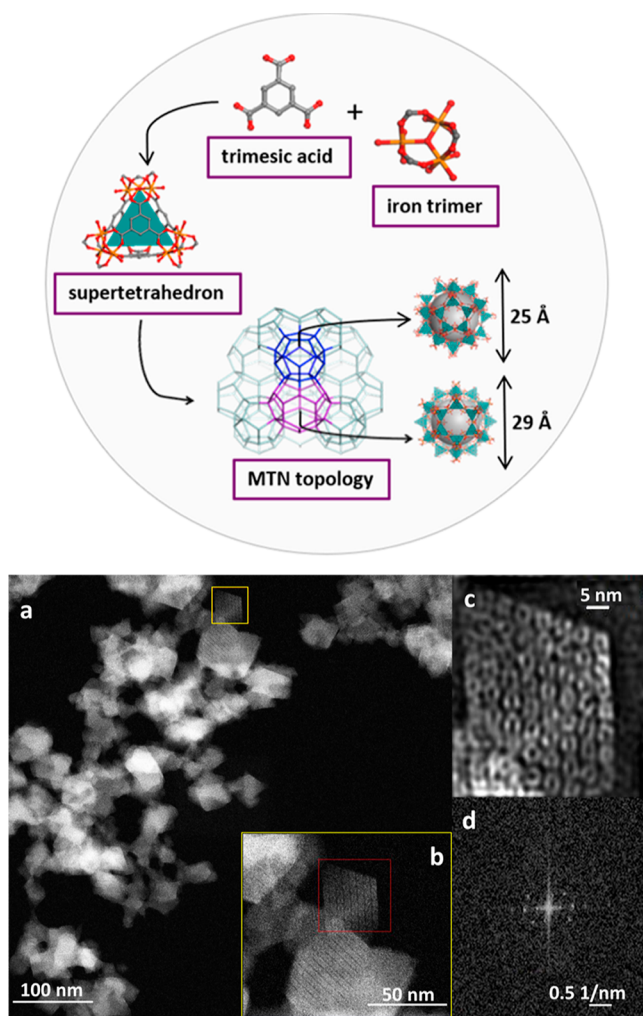 trimesic acid
+
iron trimer
supertetrahedron
25 Å
29 Å
MTN topology
a
c
5 nm
b
d
100 nm
50 nm
0.5 1/nm